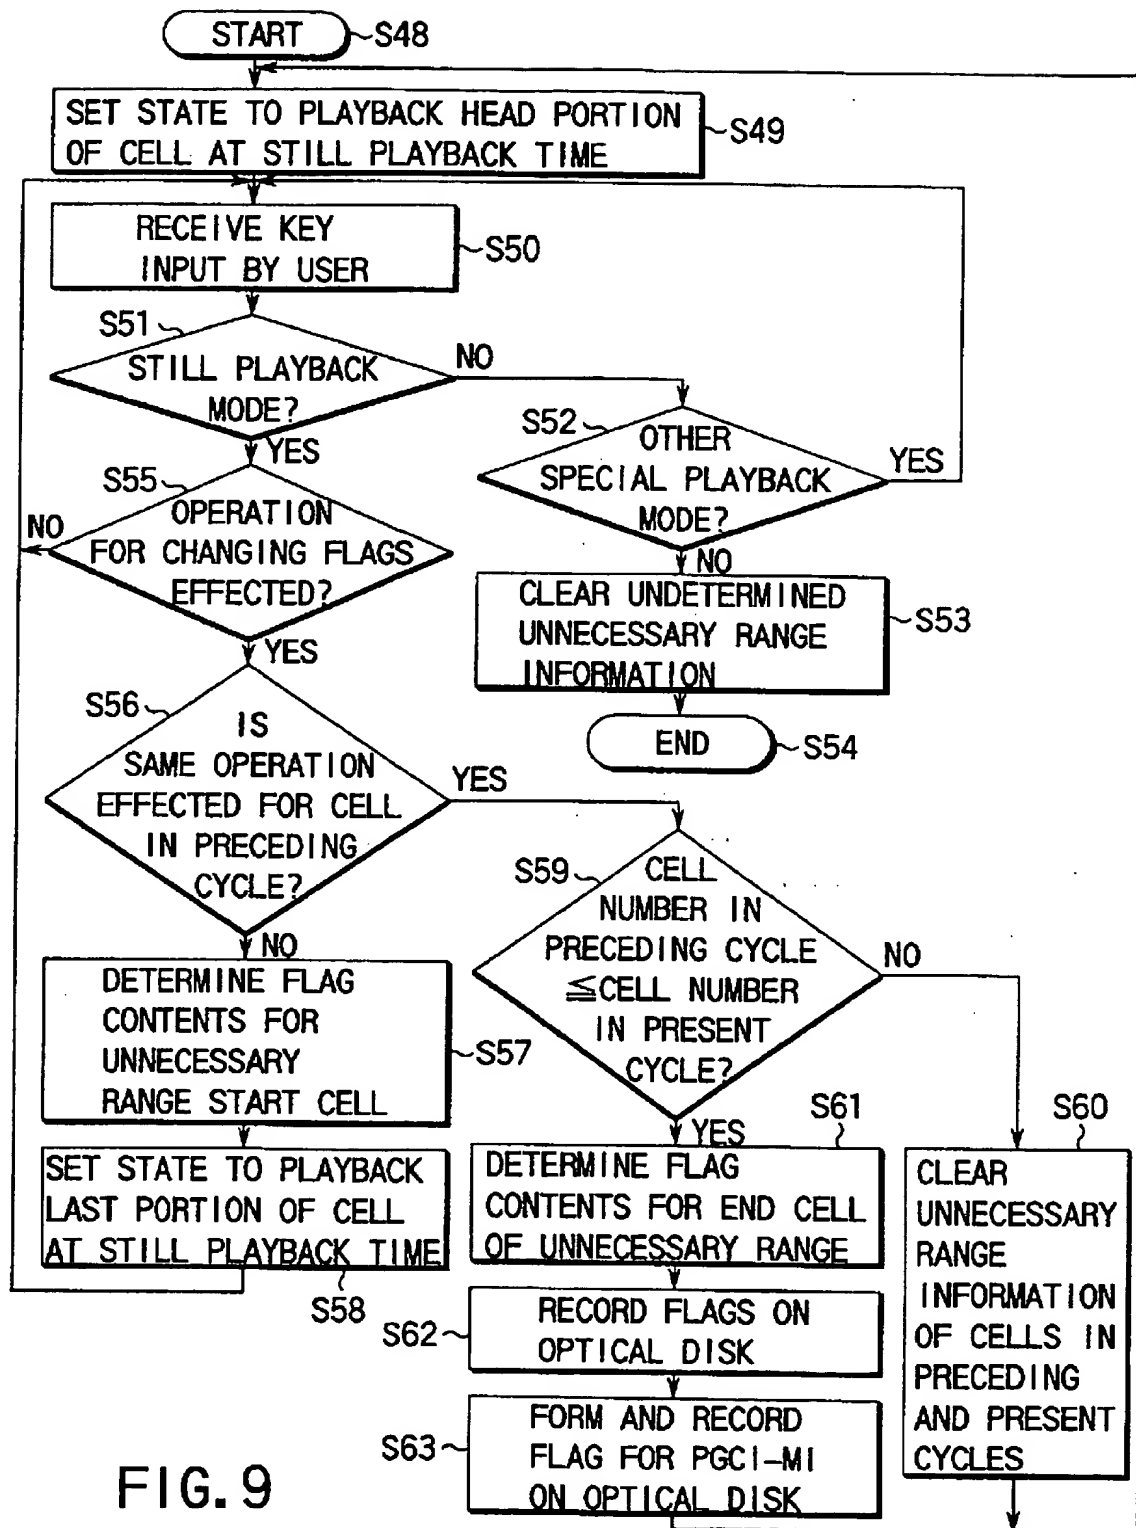 START
S48
SET STATE TO PLAYBACK HEAD PORTION
OF CELL AT STILL PLAYBACK TIME
S49
RECEIVE KEY
INPUT BY USER
S50
S51
STILL PLAYBACK
MODE?
NO
YES
S52
OTHER
SPECIAL PLAYBACK
MODE?
YES
NO
S55
OPERATION
FOR CHANGING FLAGS
EFFECTED?
NO
YES
CLEAR UNDETERMINED
UNNECESSARY RANGE
INFORMATION
S53
END
S54
S56
IS
SAME OPERATION
EFFECTED FOR CELL
IN PRECEDING
CYCLE?
YES
NO
S59
CELL
NUMBER IN
PRECEDING CYCLE
≦CELL NUMBER
IN PRESENT
CYCLE?
NO
YES
DETERMINE FLAG
CONTENTS FOR
UNNECESSARY
RANGE START CELL
S57
SET STATE TO PLAYBACK
LAST PORTION OF CELL
AT STILL PLAYBACK TIME
S58
S61
DETERMINE FLAG
CONTENTS FOR END CELL
OF UNNECESSARY RANGE
S60
CLEAR
UNNECESSARY
RANGE
INFORMATION
OF CELLS IN
PRECEDING
AND PRESENT
CYCLES
S62
RECORD FLAGS ON
OPTICAL DISK
S63
FORM AND RECORD
FLAG FOR PGCI-MI
ON OPTICAL DISK
FIG. 9